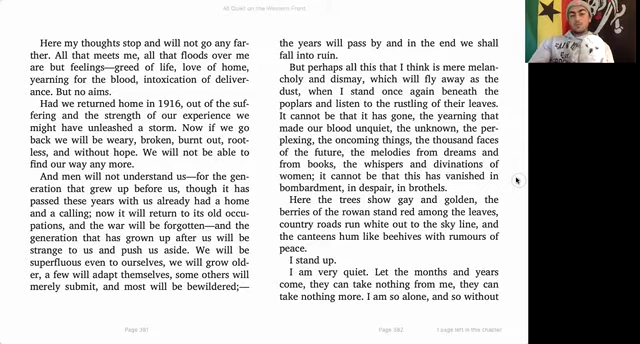 All Quiet on the Western Front
Here my thoughts stop and will not go any far-
ther. All that meets me, all that floods over me
are but feelings—greed of life, love of home,
yearning for the blood, intoxication of deliver-
ance. But no aims.
Had we returned home in 1916, out of the suf-
fering and the strength of our experience we
might have unleashed a storm. Now if we go
back we will be weary, broken, burnt out, root-
less, and without hope. We will not be able to
find our way any more.
And men will not understand us—for the gen-
eration that grew up before us, though it has
passed these years with us already had a home
and a calling; now it will return to its old occu-
pations, and the war will be forgotten—and the
generation that has grown up after us will be
strange to us and push us aside. We will be
superfluous even to ourselves, we will grow old-
er, a few will adapt themselves, some others will
merely submit, and most will be bewildered;—
Page 381
the years will pass by and in the end we shall
fall into ruin.
But perhaps all this that I think is mere melan-
choly and dismay, which will fly away as the
dust, when I stand once again beneath the
poplars and listen to the rustling of their leaves.
It cannot be that it has gone, the yearning that
made our blood unquiet, the unknown, the per-
plexing, the oncoming things, the thousand faces
of the future, the melodies from dreams and
from books, the whispers and divinations of
women; it cannot be that this has vanished in
bombardment, in despair, in brothels.
Here the trees show gay and golden, the
berries of the rowan stand red among the leaves,
country roads run white out to the sky line, and
the canteens hum like beehives with rumours of
peace.
I stand up.
I am very quiet. Let the months and years
come, they can take nothing from me, they can
take nothing more. I am so alone, and so without
Page 382
1 page left in this chapter